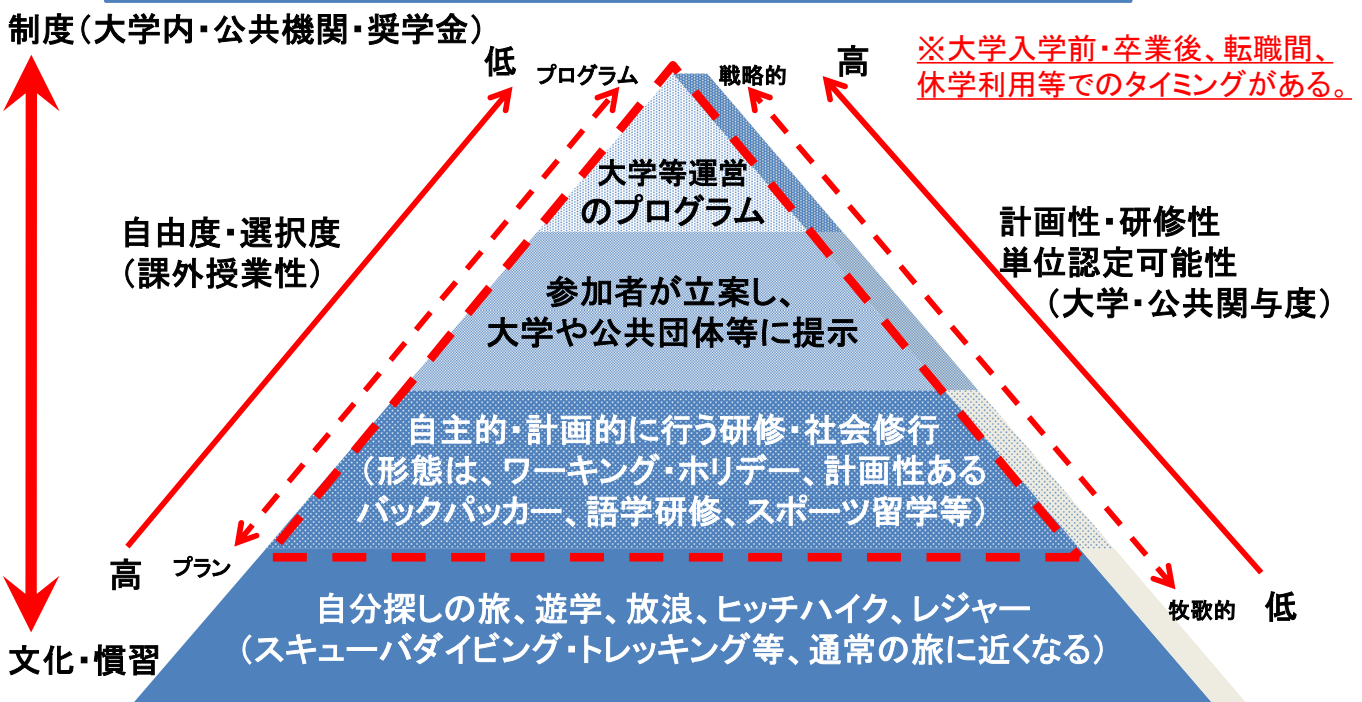 制度(大学内・公共機関・奨学金)
低
プログラム
戦略的
高
※大学入学前・卒業後、転職間、
休学利用等でのタイミングがある。
大学等運営
のプログラム
自由度・選択度
(課外授業性)
計画性・研修性
単位認定可能性
(大学・公共関与度)
参加者が立案し、
大学や公共団体等に提示
自主的・計画的に行う研修・社会修行
(形態は、ワーキング・ホリデー、計画性ある
バックパッカー、語学研修、スポーツ留学等)
高
プラン
自分探しの旅、遊学、放浪、ヒッチハイク、レジャー
(スキューバダイビング・トレッキング等、通常の旅に近くなる)
牧歌的
低
文化・慣習